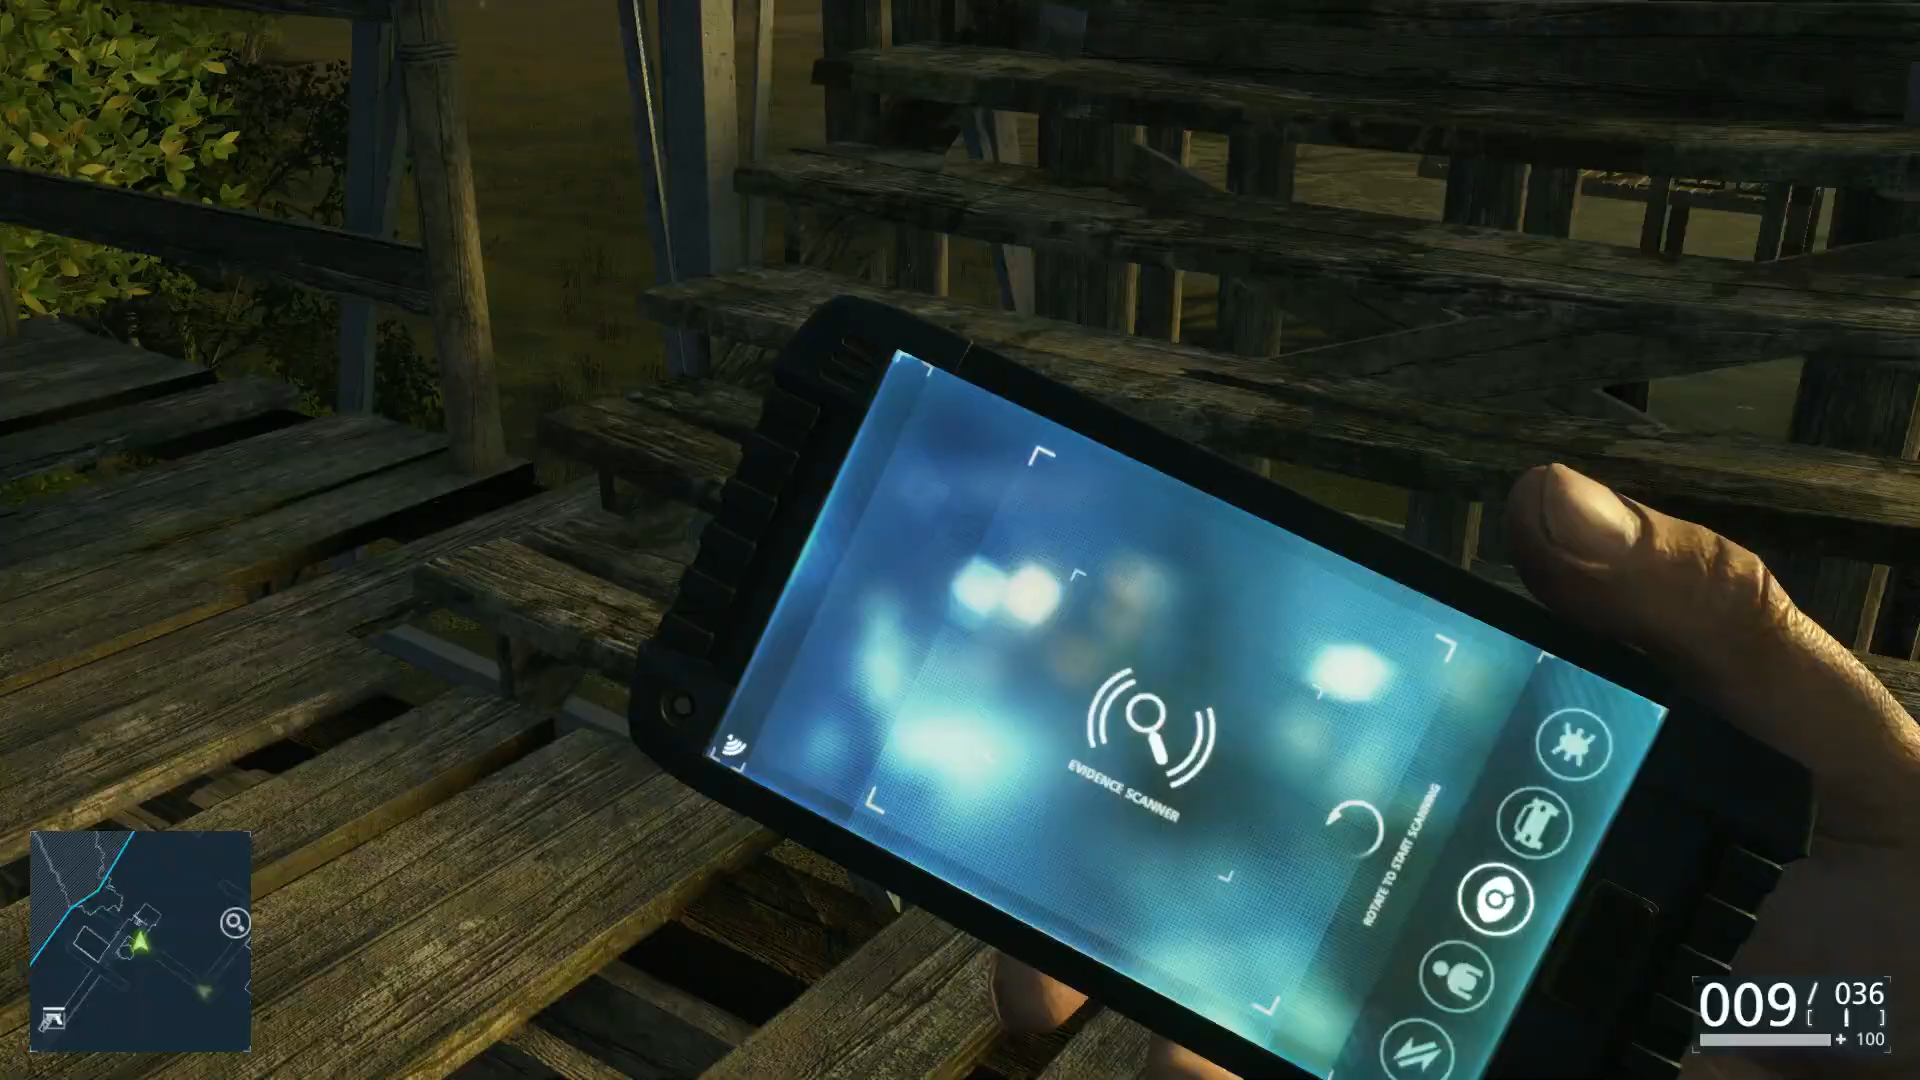 EVIDENCE SCANNER
ROTATE TO START SCANNING
009 / 036
+ 100